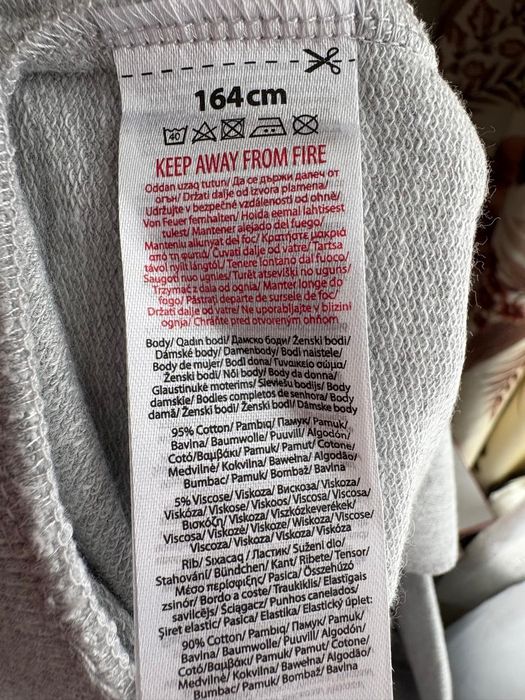 164cm
40
KEEP AWAY FROM FIRE
Oddan uzaq tutun/ Да се държи далеч от
огън/ Držati dalje od izvora plamena/
Udržujte v bezpečné vzdálenosti od ohně/
Von Feuer fernhalten/ Hoida eemal lahtisest
tulest/ Mantener alejado del fuego/
Manteniu allunyat del foc/ Κρατήστε μακριά
από τη φωτιά/ Čuvati dalje od vatre/ Tartsa
távol nyílt lángtól/ Tenere lontano dal fuoco/
Saugoti nuo ugnies/ Turēt atsevišķi no uguns/
Trzymać z dala od ognia/ Manter longe do
fogo/ Păstrați departe de sursele de foc/
Držati dalje od vatre/ Ne uporabljajte v bližini
ognja/ Chráňte pred otvoreným ohňom
Body/ Qadın bodi/ Дамско боди/ Ženski bodi/
Dámské body/ Damenbody/ Bodi naistele/
Body de mujer/ Bodi dona/ Γυναικείο σώμα/
Ženski bodi/ Női body/ Body da donna/
Glaustinukė moterims/ Sieviešu bodijs/ Body
damskie/ Bodies completos de senhora/ Body
damă/ Ženski bodi/ Ženski bodi/ Dámske body
95% Cotton/ Pambıq/ Памук/ Pamuk/
Bavlna/ Baumwolle/ Puuvill/ Algodón/
Cotó/ Βαμβάκι/ Pamuk/ Pamut/ Cotone/
Medvilnė/ Kokvilna/ Bawełna/ Algodão/
Bumbac/ Pamuk/ Bombaž/ Bavlna
5% Viscose/ Viskoza/ Вискоза/ Viskoza/
Viskóza/ Viskose/ Viskoos/ Viscosa/ Viscosa/
Βισκόζη/ Viskoza/ Viszkózkeverékek/
Viscosa/ Viskozė/ Viskoze/ Wiskoza/ Viscose/
Viscoza/ Viskoza/ Viskoza/ Viskóza
Rib/ Sıxacaq/ Ластик/ Suženi dio/
Stahování/ Bündchen/ Kant/ Ribete/ Tensor/
Μέσο περίσφιξης/ Pasica/ Összehúzó
zsinór/ Bordo a coste/ Traukiklis/ Elastīgais
savilcējs/ Ściągacz/ Punhos canelados/
Șiret elastic/ Pasica/ Elastika/ Elastický úplet:
90% Cotton/ Pambıq/ Памук/ Pamuk/
Bavlna/ Baumwolle/ Puuvill/ Algodón/
Cotó/ Βαμβάκι/ Pamuk/ Pamut/ Cotone/
Medvilnė/ Kokvilna/ Bawełna/ Algodão/
Bumbac/ Pamuk/ Bombaž/ Bavlna